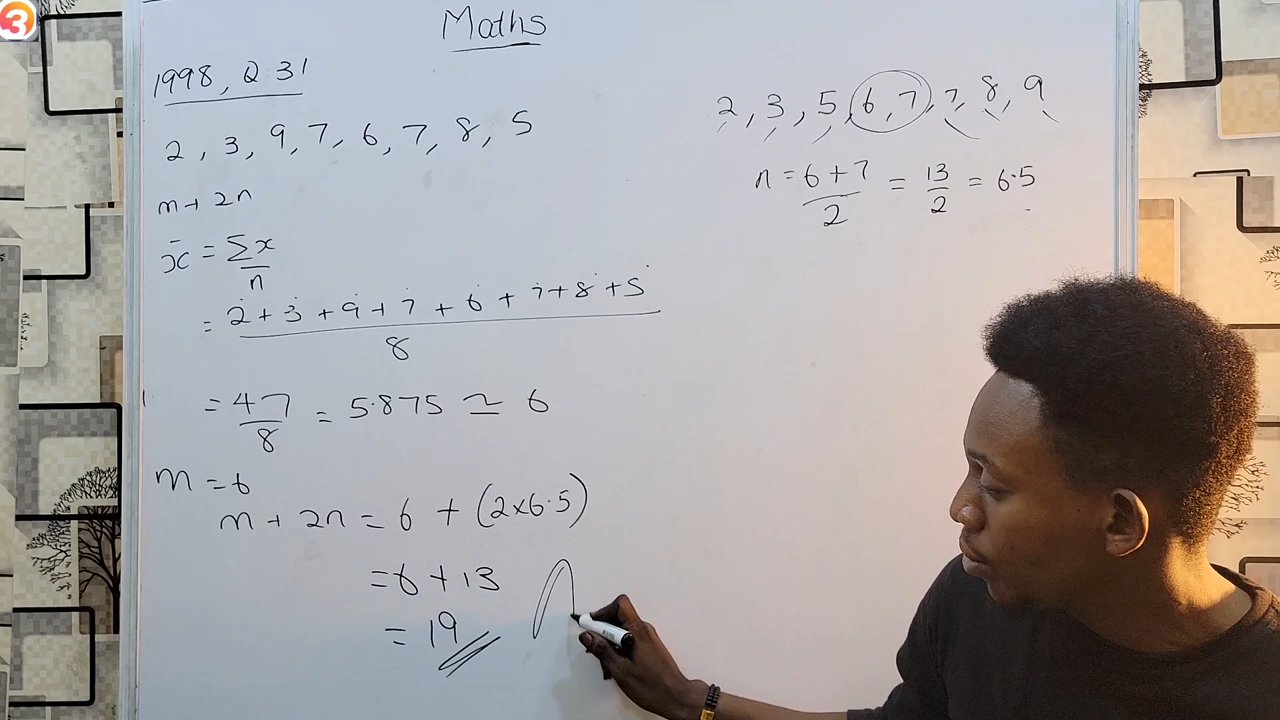 3
Maths
1998, Q 31
2, 3, 9, 7, 6, 7, 8, 5
m + 2n
x̄ = Σx/n
= 2 + 3 + 9 + 7 + 6 + 7 + 8 + 5 / 8
= 47/8 = 5.875 ≃ 6
m = 6
m + 2n = 6 + (2×6.5)
= 6 + 13
= 19
2, 3, 5, 6, 7, 7, 8, 9
n = 6 + 7 / 2 = 13/2 = 6.5